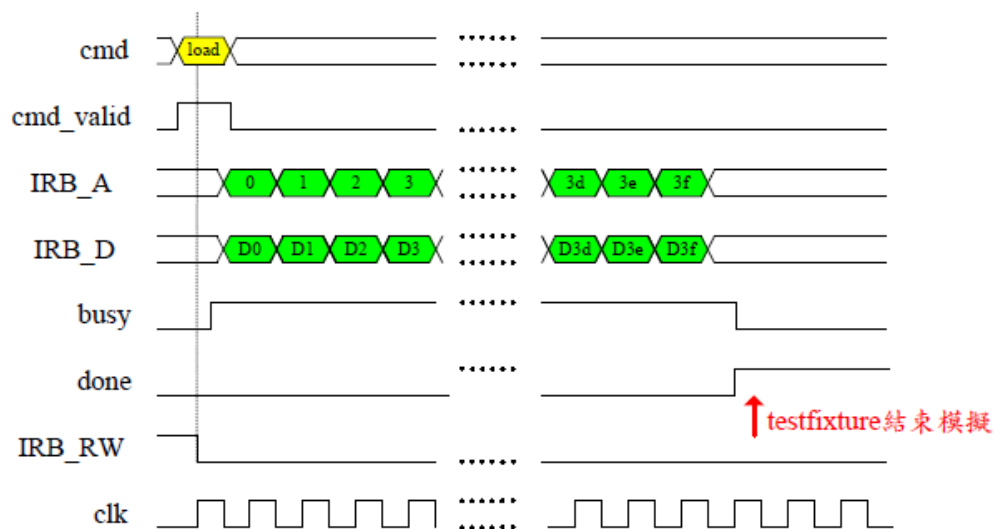 cmd load
cmd_valid
IRB_A 0 1 2 3 3d 3e 3f
IRB_D D0 D1 D2 D3 D3d D3e D3f
busy
done
testfixture結束模擬
IRB_RW
clk